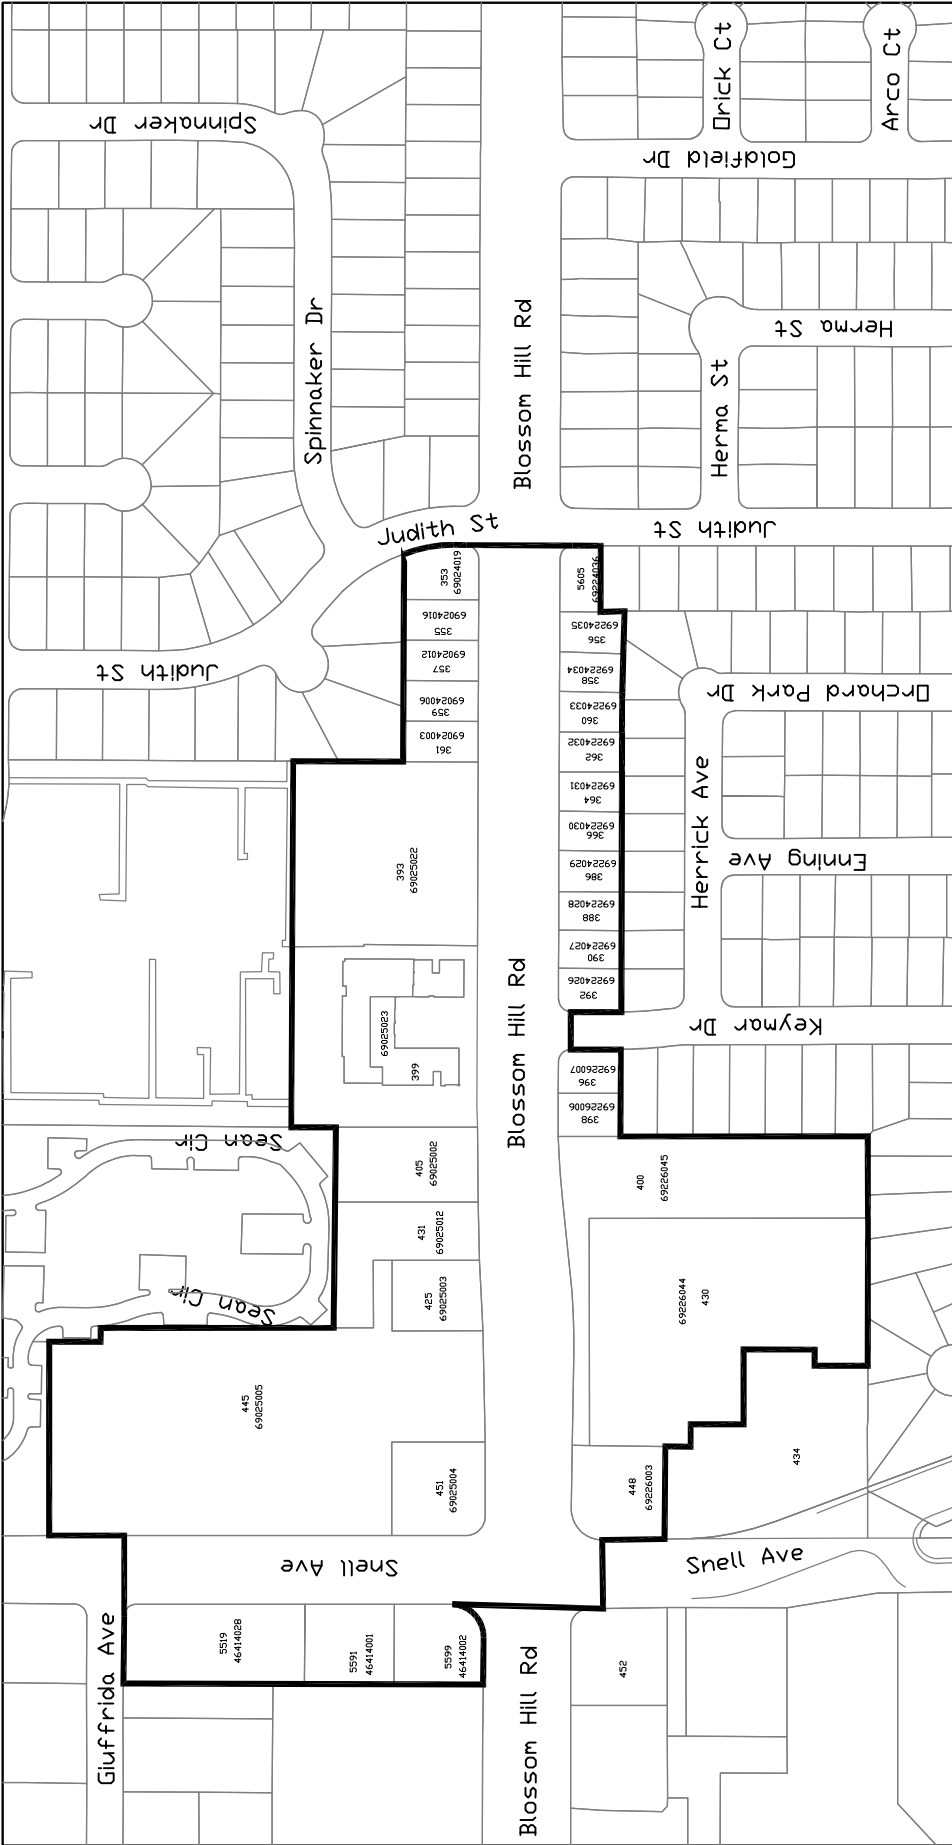 Orick Ct
Arco Ct
Spinnaker Dr
Goldfield Dr
Spinnaker Dr
Blossom Hill Rd
Herma St
Herma St
Judith St
Judith St
353
69024019
5605
69224036
69024016
355
69224035
356
69024012
357
69224034
358
Judith St
69024006
359
69224033
360
Orchard Park Dr
69024003
361
69224032
362
69224031
364
Herrick Ave
69224030
366
393
69025022
69224029
386
Enning Ave
69224028
388
69224027
390
69224026
392
Blossom Hill Rd
69025023
399
Keymar Dr
69226007
396
69226006
398
Sean Cir
405
69025002
400
69226045
431
69025012
Sean Cir
425
69025003
69226044
430
445
69025005
451
69025004
448
69226003
434
Snell Ave
Snell Ave
Giuffrida Ave
5519
46414028
5591
46414001
5599
46414002
Blossom Hill Rd
452